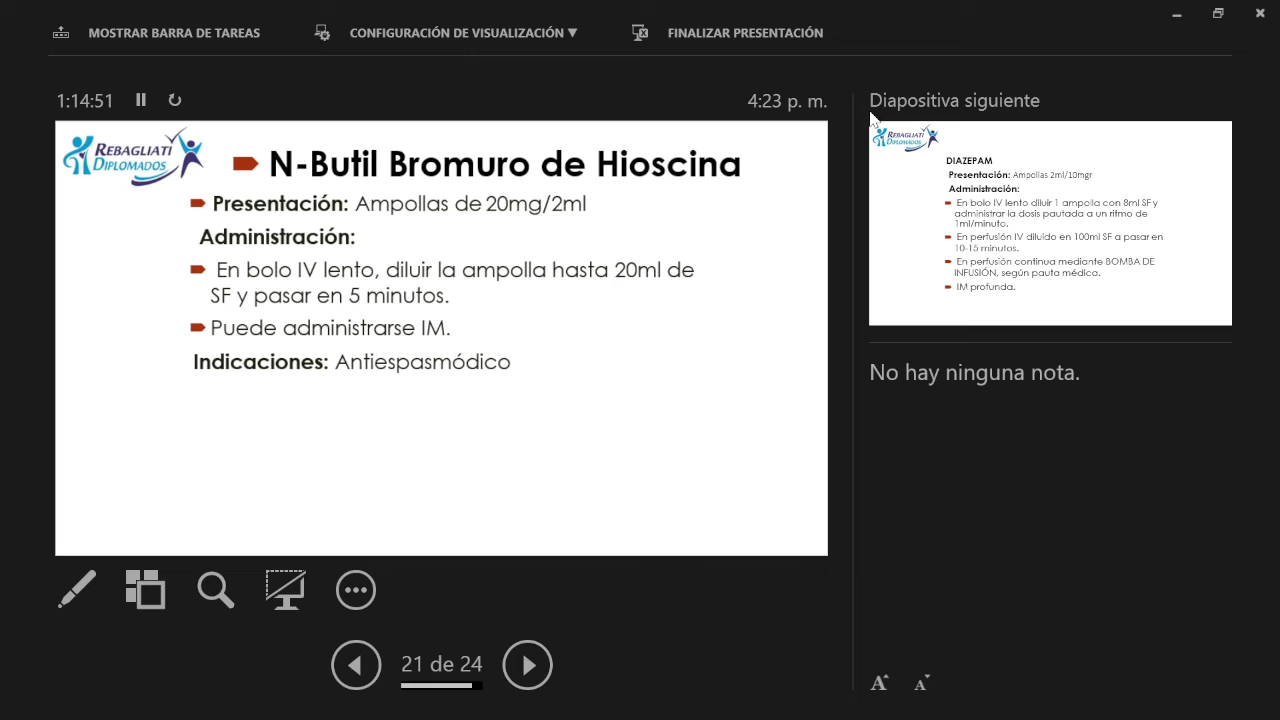 MOSTRAR BARRA DE TAREAS
CONFIGURACIÓN DE VISUALIZACIÓN ▼
FINALIZAR PRESENTACIÓN
1:14:51
4:23 p. m.
REBAGLIATI
DIPLOMADOS
N-Butil Bromuro de Hioscina
Presentación: Ampollas de 20mg/2ml
Administración:
En bolo IV lento, diluir la ampolla hasta 20ml de
SF y pasar en 5 minutos.
Puede administrarse IM.
Indicaciones: Antiespasmódico
21 de 24
Diapositiva siguiente
REBAGLIATI
DIPLOMADOS
DIAZEPAM
Presentación: Ampollas 2ml/10mgr
Administración:
En bolo IV lento diluir 1 ampolla con 8ml SF y
administrar la dosis pautada a un ritmo de
1ml/minuto.
En perfusión IV diluido en 100ml SF a pasar en
10-15 minutos.
En perfusión continua mediante BOMBA DE
INFUSIÓN, según pauta médica.
IM profunda.
No hay ninguna nota.
A A